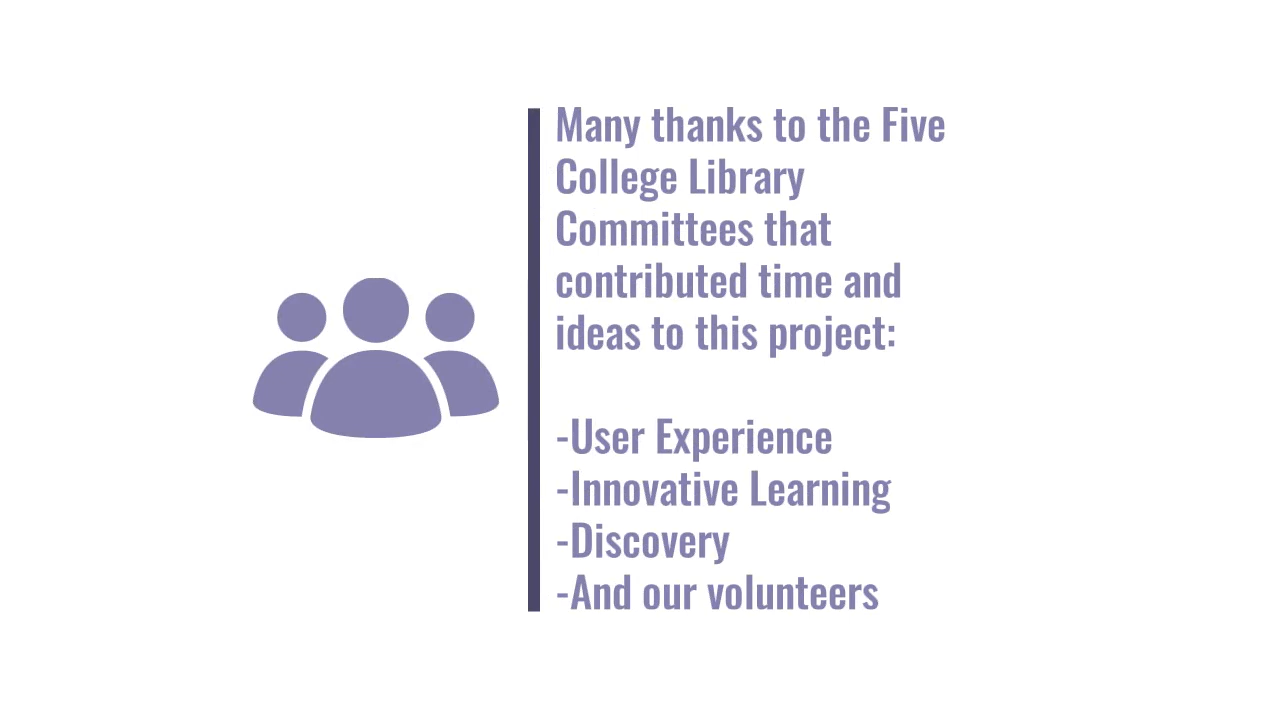 Many thanks to the Five
College Library
Committees that
contributed time and
ideas to this project:
-User Experience
-Innovative Learning
-Discovery
-And our volunteers